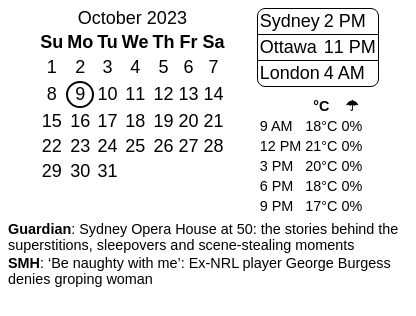 October 2023
Su Mo Tu We Th Fr Sa
1 2 3 4 5 6 7
8 9 10 11 12 13 14
15 16 17 18 19 20 21
22 23 24 25 26 27 28
29 30 31
Sydney 2 PM
Ottawa 11 PM
London 4 AM
°C ☂
9 AM 18°C 0%
12 PM 21°C 0%
3 PM 20°C 0%
6 PM 18°C 0%
9 PM 17°C 0%
Guardian: Sydney Opera House at 50: the stories behind the
superstitions, sleepovers and scene-stealing moments
SMH: ‘Be naughty with me’: Ex-NRL player George Burgess
denies groping woman